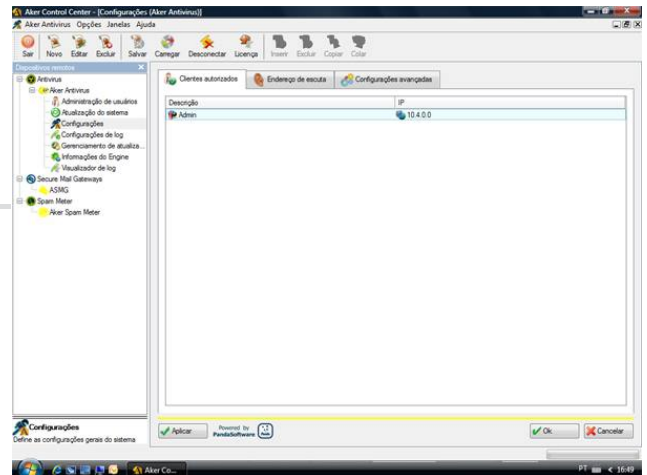 Aker Control Center - [Configurações (Aker Antivirus)]
Aker Antivirus Opções Janelas Ajuda
Sair Novo Editar Excluir Salvar Carregar Desconectar Licença Inserir Excluir Copiar Colar
Dispositivos remotos
Antivirus
Aker Antivirus
Administração de usuários
Atualização do sistema
Configurações
Configurações de log
Gerenciamento de atualiza...
Informações do Engine
Visualizador de log
Secure Mail Gateways
ASMG
Spam Meter
Aker Spam Meter
Clientes autorizados Endereço de escuta Configurações avançadas
Descrição IP
Admin 10.4.0.0
Configurações
Define as configurações gerais do sistema
Aplicar Powered by PandaSoftware Ok Cancelar
Aker Co... PT < 16:49